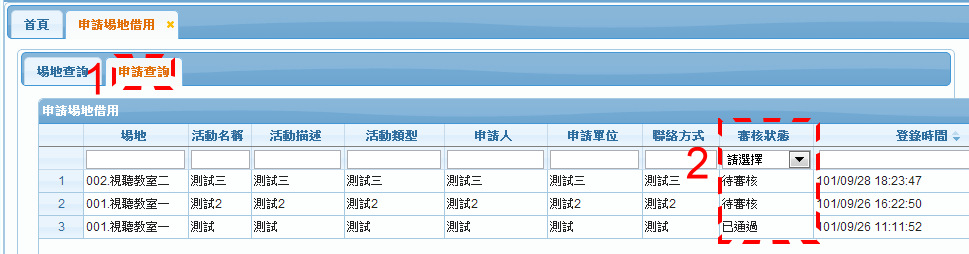 首頁 申請場地借用 ×
場地查詢 1 申請查詢
申請場地借用
場地 活動名稱 活動描述 活動類型 申請人 申請單位 聯絡方式 審核狀態 登錄時間
2 請選擇
1 002.視聽教室二 測試三 測試三 測試三 測試三 測試三 測試三 待審核 101/09/28 18:23:47
2 001.視聽教室一 測試2 測試2 測試2 測試2 測試2 測試2 待審核 101/09/26 16:22:50
3 001.視聽教室一 測試 測試 測試 測試 測試 測試 已通過 101/09/26 11:11:52